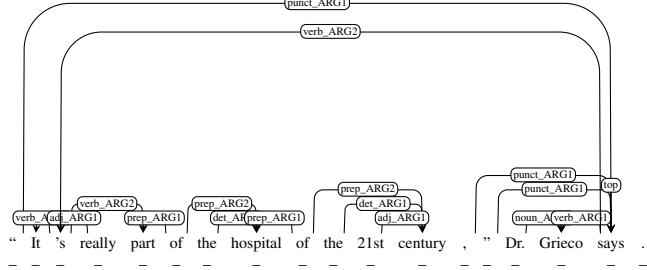 punct_ARG1
verb_ARG2
punct_ARG1
prep_ARG2 top
punct_ARG1
verb_ARG2 prep_ARG2 det_ARG1
verb_A adj_ARG1 prep_ARG1 det_AR prep_ARG1 adj_ARG1 noun_A verb_ARG1
“ It ’s really part of the hospital of the 21st century , ” Dr. Grieco says .